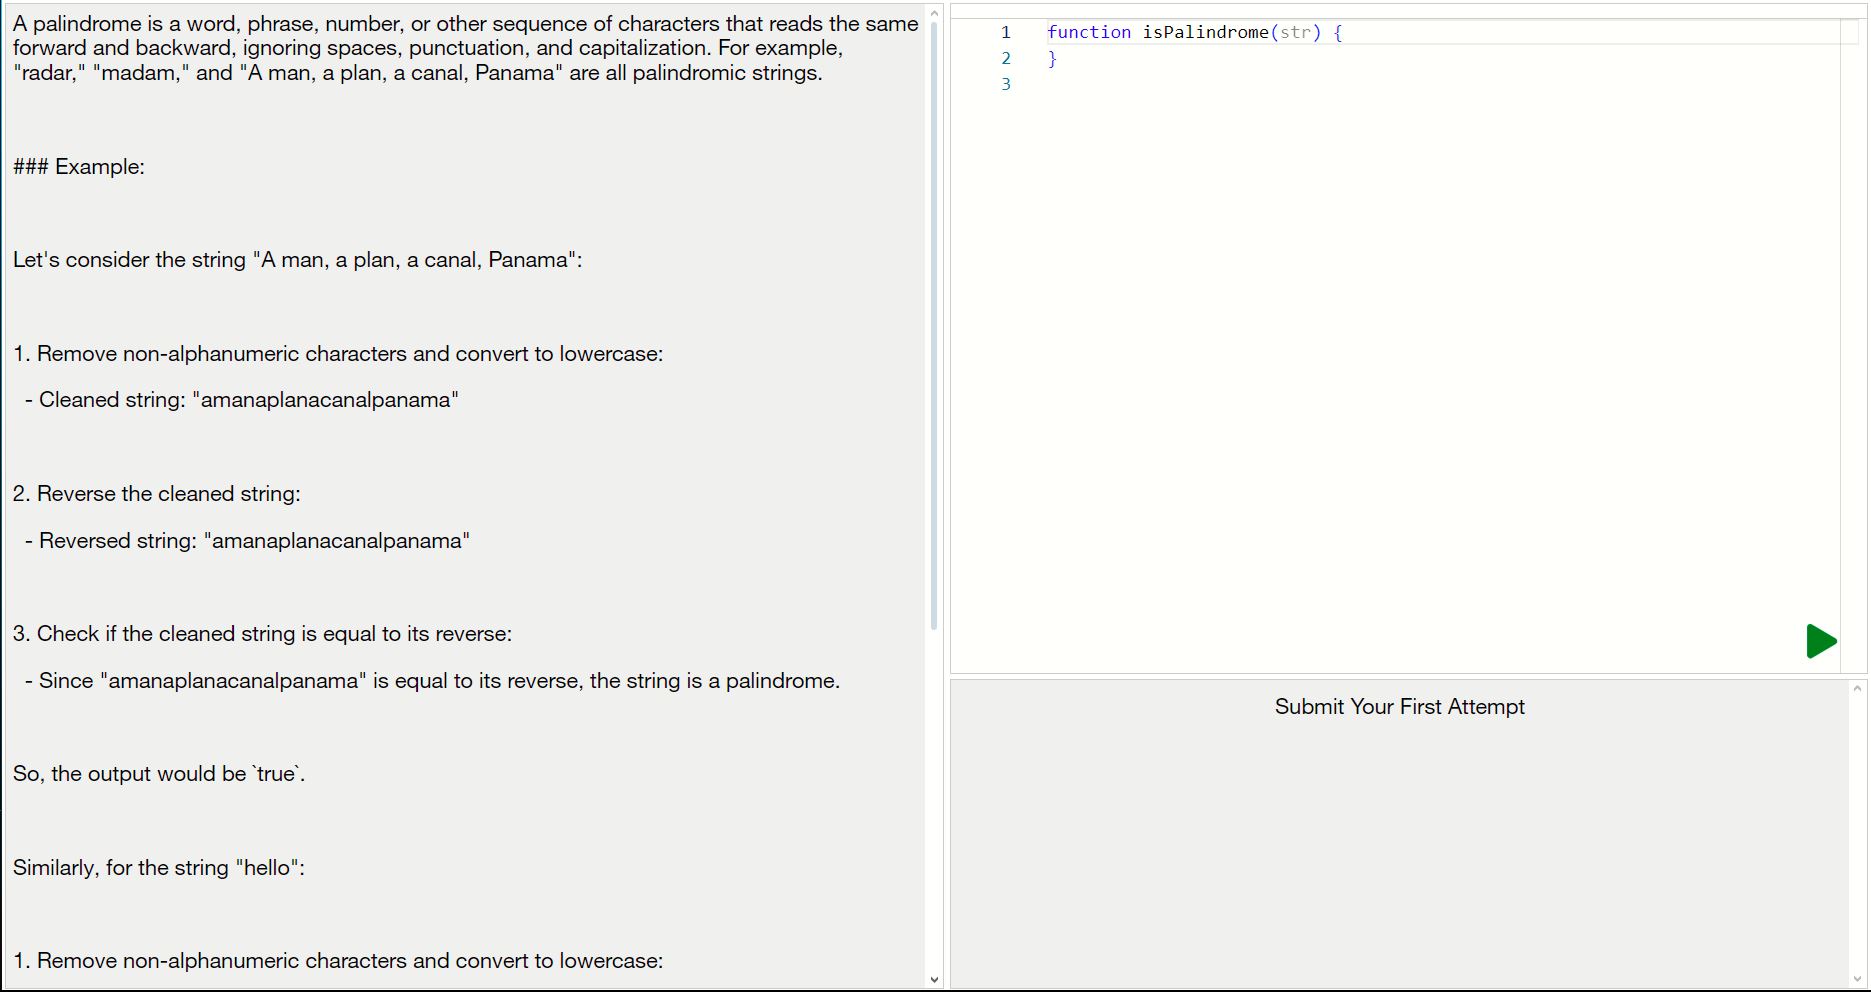 A palindrome is a word, phrase, number, or other sequence of characters that reads the same
forward and backward, ignoring spaces, punctuation, and capitalization. For example,
"radar," "madam," and "A man, a plan, a canal, Panama" are all palindromic strings.
### Example:
Let's consider the string "A man, a plan, a canal, Panama":
1. Remove non-alphanumeric characters and convert to lowercase:
- Cleaned string: "amanaplanacanalpanama"
2. Reverse the cleaned string:
- Reversed string: "amanaplanacanalpanama"
3. Check if the cleaned string is equal to its reverse:
- Since "amanaplanacanalpanama" is equal to its reverse, the string is a palindrome.
So, the output would be `true`.
Similarly, for the string "hello":
1. Remove non-alphanumeric characters and convert to lowercase:
1 function isPalindrome(str) {
2 }
3
Submit Your First Attempt